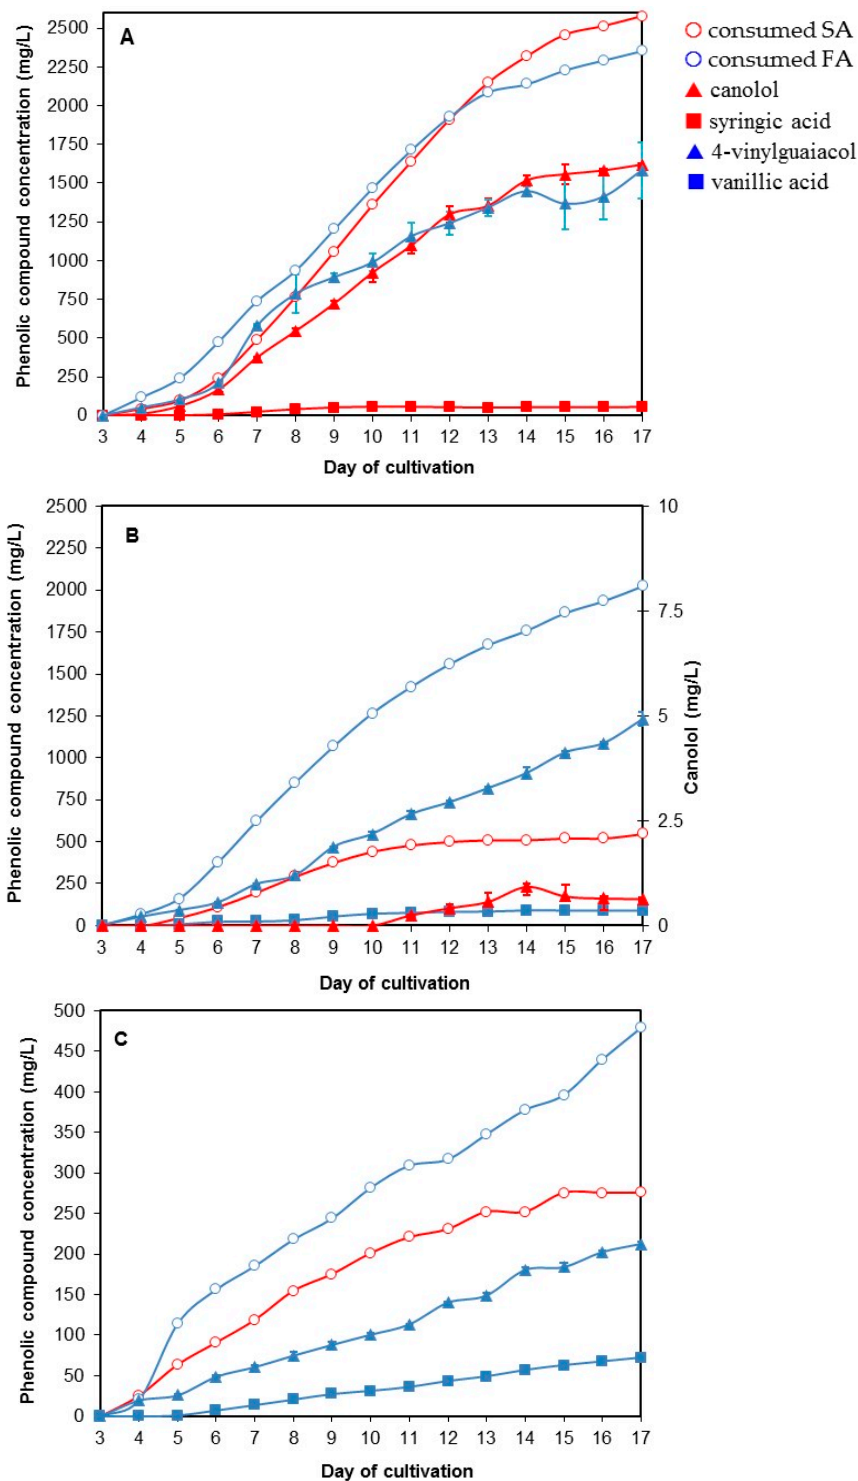 A
Phenolic compound concentration (mg/L)
2500
2250
2000
1750
1500
1250
1000
750
500
250
0
3 4 5 6 7 8 9 10 11 12 13 14 15 16 17
Day of cultivation
consumed SA
consumed FA
canolol
syringic acid
4-vinylguaiacol
vanillic acid
B
Phenolic compound concentration (mg/L)
2500
2250
2000
1750
1500
1250
1000
750
500
250
0
10
7.5
5
2.5
0
Canolol (mg/L)
3 4 5 6 7 8 9 10 11 12 13 14 15 16 17
Day of cultivation
C
Phenolic compound concentration (mg/L)
500
450
400
350
300
250
200
150
100
50
0
3 4 5 6 7 8 9 10 11 12 13 14 15 16 17
Day of cultivation